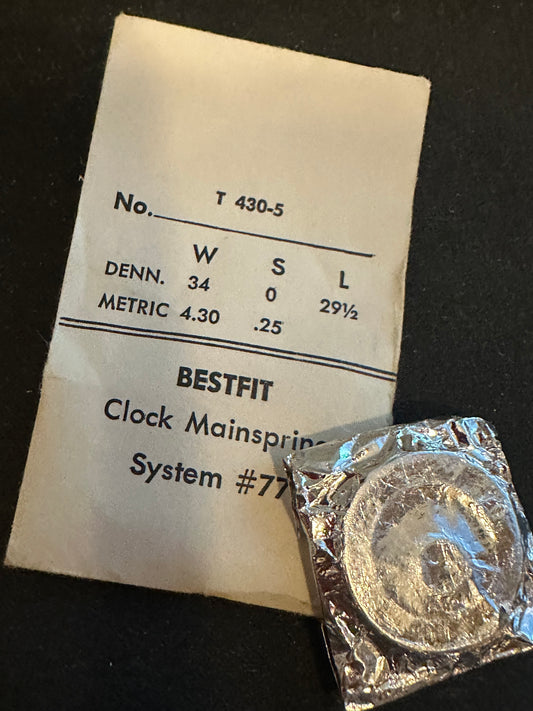 No. T 430-5
W S L
DENN. 34 0 29½
METRIC 4.30 .25
BESTFIT
Clock Mainspring
System #77